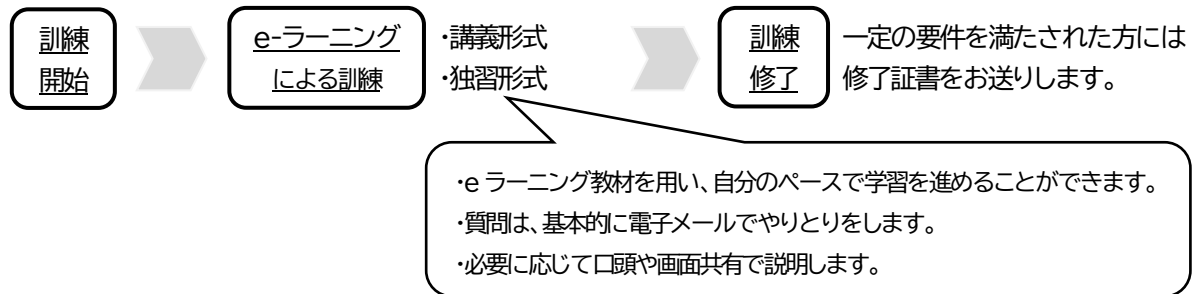 訓練
開始
e-ラーニング
による訓練
・講義形式
・独習形式
訓練
修了
一定の要件を満たされた方には
修了証書をお送りします。
・e ラーニング教材を用い、自分のペースで学習を進めることができます。
・質問は、基本的に電子メールでやりとりをします。
・必要に応じて口頭や画面共有で説明します。